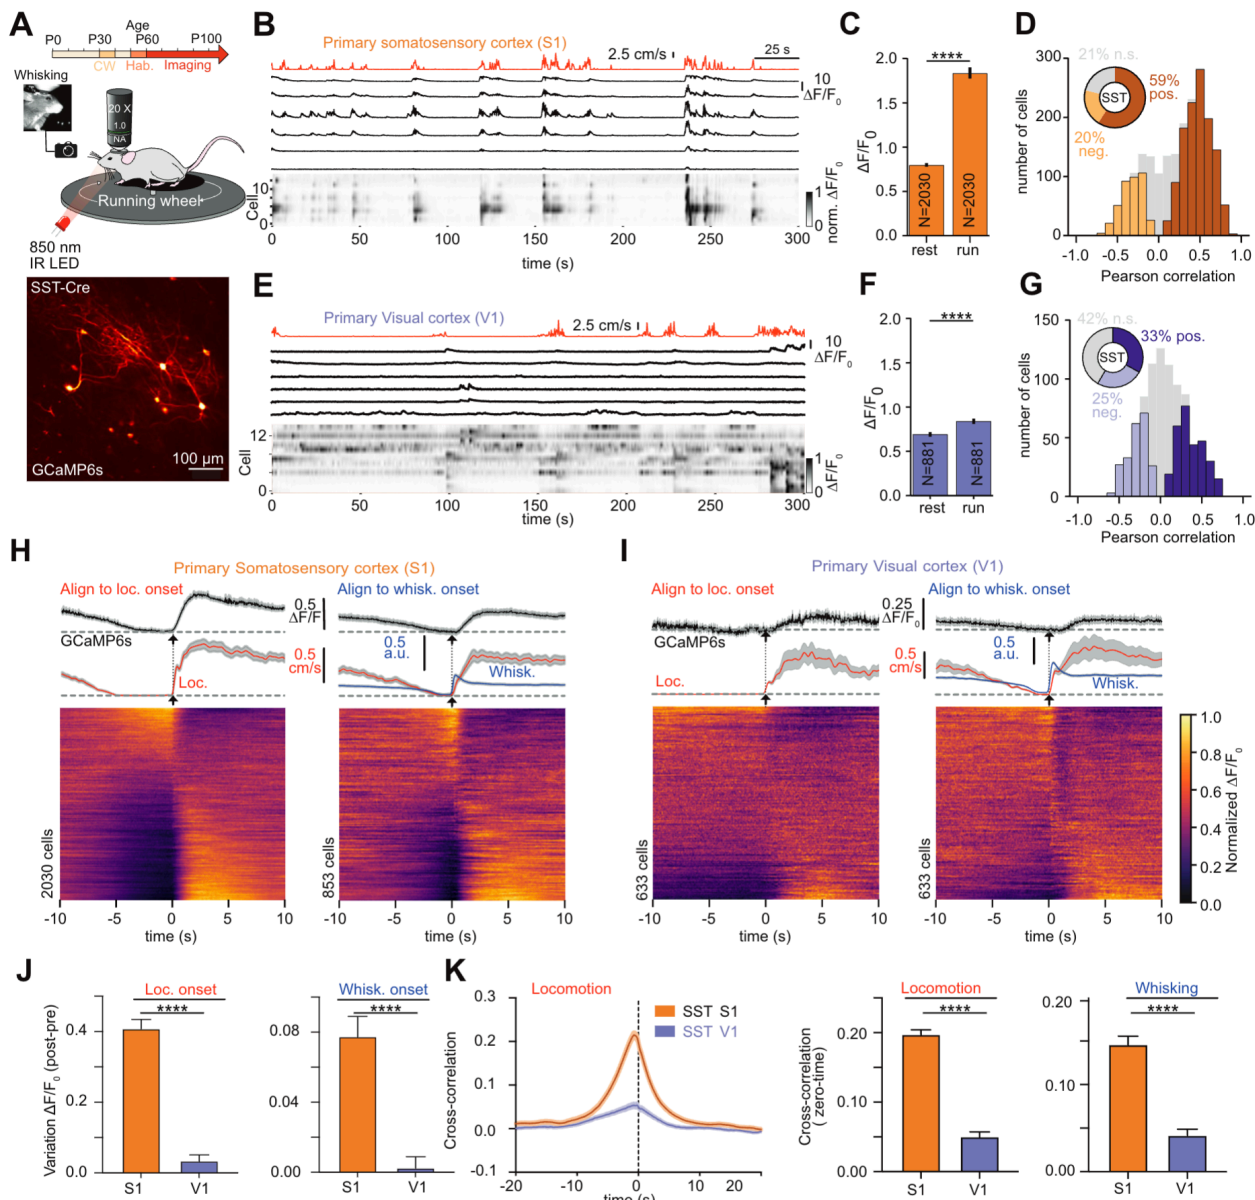 A
Age
P0 P30 P60 P100
CW Hab. Imaging
Whisking
20 X
1.0
NA
Running wheel
850 nm
IR LED
SST-Cre
GCaMP6s
100 µm
B
Primary somatosensory cortex (S1)
2.5 cm/s
25 s
10
ΔF/F0
10
Cell
0
1
0
norm. ΔF/F0
0 50 100 150 200 250 300
time (s)
C
2.0
1.5
1.0
0.5
0.0
ΔF/F0
****
N=2030
N=2030
rest run
D
300
200
100
0
number of cells
21% n.s.
59%
pos.
SST
20%
neg.
-1.0 -0.5 0.0 0.5 1.0
Pearson correlation
E
Primary Visual cortex (V1)
2.5 cm/s
10
ΔF/F0
12
Cell
0
1
0
ΔF/F0
0 50 100 150 200 250 300
time (s)
F
2.0
1.5
1.0
0.5
0.0
ΔF/F0
****
N=881
N=881
rest run
G
150
100
50
0
number of cells
42% n.s.
33% pos.
SST
25%
neg.
-1.0 -0.5 0.0 0.5 1.0
Pearson correlation
H
Primary Somatosensory cortex (S1)
Align to loc. onset
0.5
ΔF/F
GCaMP6s
0.5
cm/s
Loc.
2030 cells
-10 -5 0 5 10
time (s)
Align to whisk. onset
0.5
a.u.
Whisk.
853 cells
-10 -5 0 5 10
time (s)
I
Primary Visual cortex (V1)
Align to loc. onset
0.25
ΔF/F0
GCaMP6s
0.5
cm/s
Loc.
633 cells
-10 -5 0 5 10
time (s)
Align to whisk. onset
0.5
a.u.
Whisk.
633 cells
-10 -5 0 5 10
time (s)
1.0
0.8
0.6
0.4
0.2
0.0
Normalized ΔF/F0
J
Loc. onset
****
0.4
0.2
0.0
Variation ΔF/F0 (post-pre)
S1 V1
Whisk. onset
****
0.08
0.04
0.00
S1 V1
K
Locomotion
SST S1
SST V1
0.3
0.2
0.1
0.0
-0.1
Cross-correlation
-20 -10 0 10 20
time (s)
Locomotion
****
0.20
0.10
0.00
Cross-correlation
( zero-time)
S1 V1
Whisking
****
0.20
0.10
0.00
S1 V1